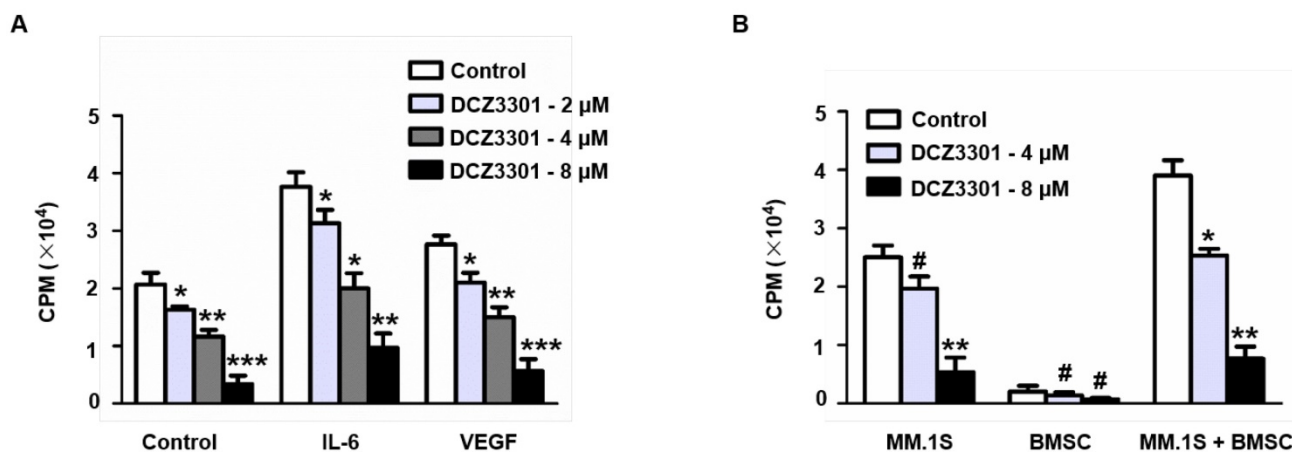 A
Control
DCZ3301 - 2 µM
DCZ3301 - 4 µM
DCZ3301 - 8 µM
CPM (×10⁴)
5
4
3
2
1
0
* ** ***
* * **
* ** ***
Control IL-6 VEGF
B
Control
DCZ3301 - 4 µM
DCZ3301 - 8 µM
CPM (×10⁴)
5
4
3
2
1
0
# **
# #
* **
MM.1S BMSC MM.1S + BMSC